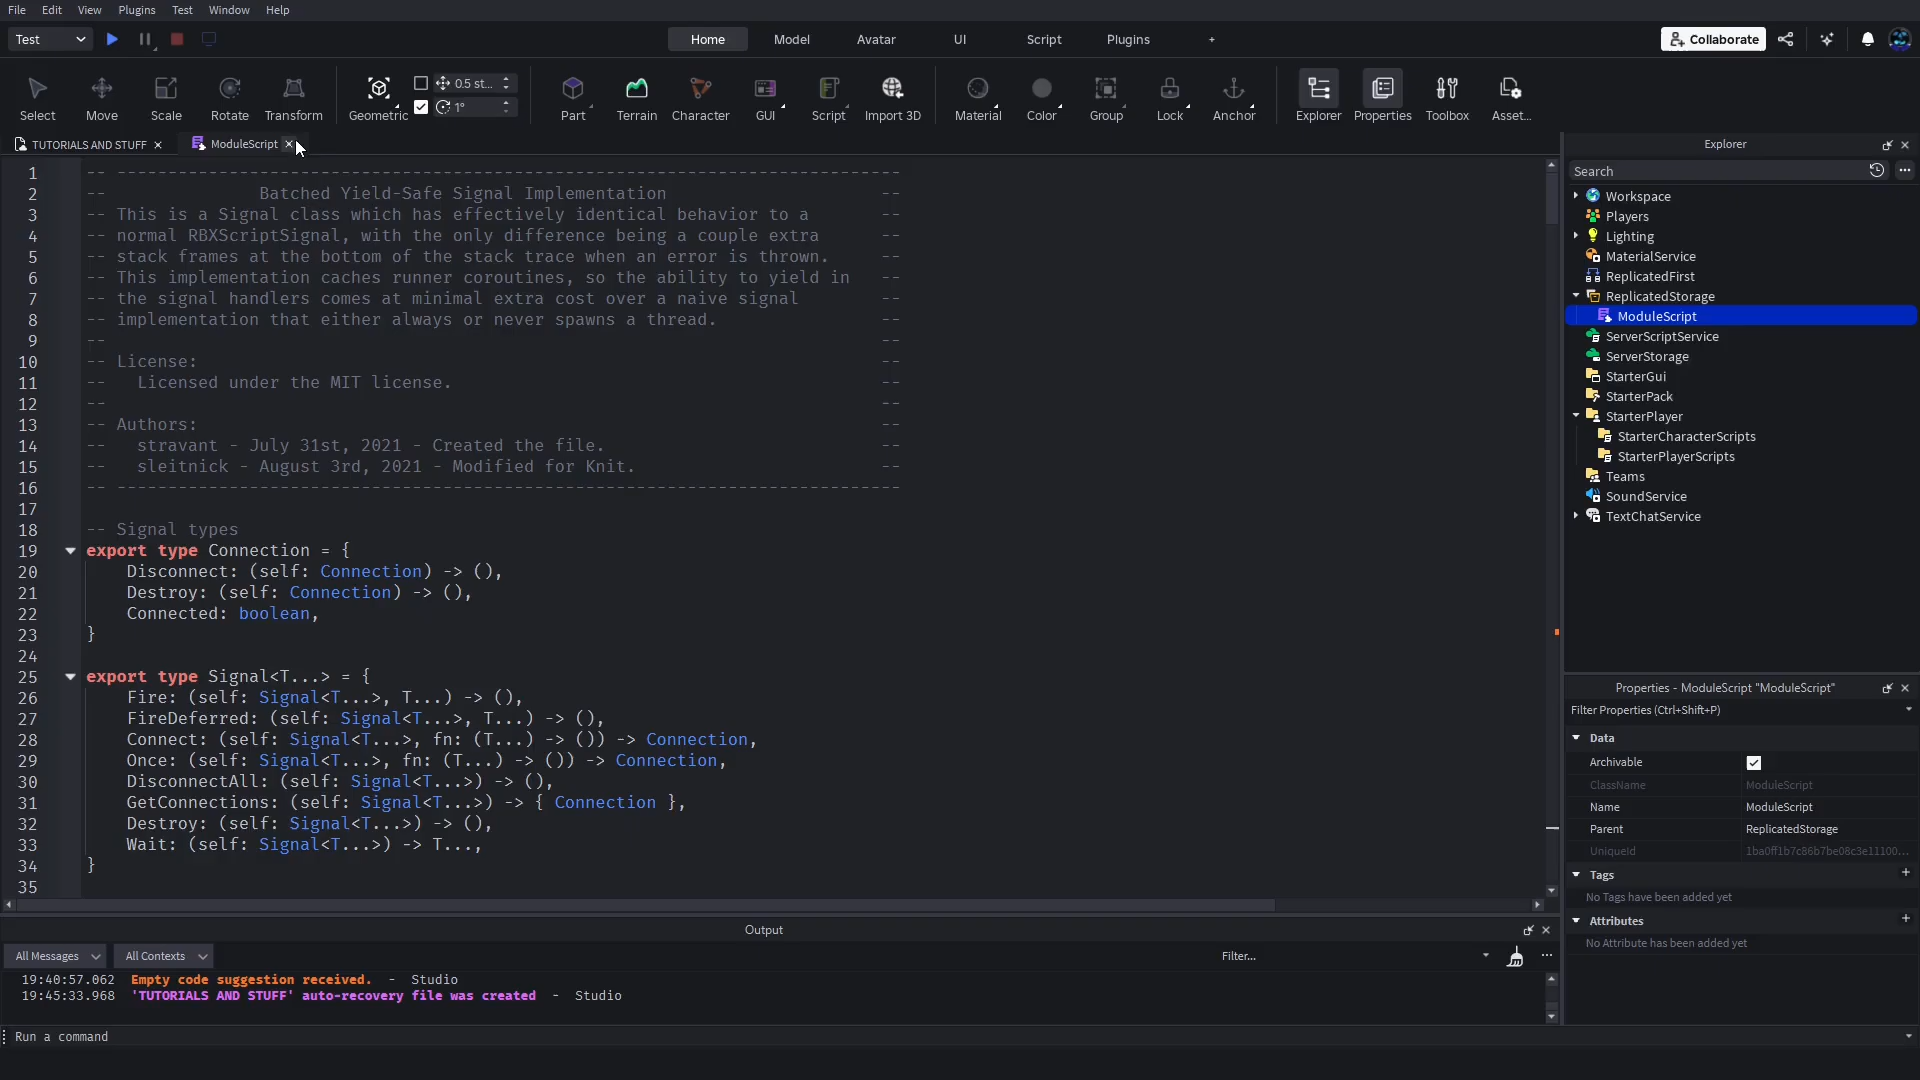 File Edit View Plugins Test Window Help
Test
Home Model Avatar UI Script Plugins +
Collaborate
0.5 st...
1°
Select Move Scale Rotate Transform Geometric Part Terrain Character GUI Script Import 3D Material Color Group Lock Anchor Explorer Properties Toolbox Asset...
TUTORIALS AND STUFF × ModuleScript ×
1 -- ----------------------------------------------------------------------------
2 -- Batched Yield-Safe Signal Implementation --
3 -- This is a Signal class which has effectively identical behavior to a --
4 -- normal RBXScriptSignal, with the only difference being a couple extra --
5 -- stack frames at the bottom of the stack trace when an error is thrown. --
6 -- This implementation caches runner coroutines, so the ability to yield in --
7 -- the signal handlers comes at minimal extra cost over a naive signal --
8 -- implementation that either always or never spawns a thread. --
9 -- --
10 -- License: --
11 -- Licensed under the MIT license. --
12 -- --
13 -- Authors: --
14 -- stravant - July 31st, 2021 - Created the file. --
15 -- sleitnick - August 3rd, 2021 - Modified for Knit. --
16 -- ----------------------------------------------------------------------------
17
18 -- Signal types
19 export type Connection = {
20 Disconnect: (self: Connection) -> (),
21 Destroy: (self: Connection) -> (),
22 Connected: boolean,
23 }
24
25 export type Signal<T...> = {
26 Fire: (self: Signal<T...>, T...) -> (),
27 FireDeferred: (self: Signal<T...>, T...) -> (),
28 Connect: (self: Signal<T...>, fn: (T...) -> ()) -> Connection,
29 Once: (self: Signal<T...>, fn: (T...) -> ()) -> Connection,
30 DisconnectAll: (self: Signal<T...>) -> (),
31 GetConnections: (self: Signal<T...>) -> { Connection },
32 Destroy: (self: Signal<T...>) -> (),
33 Wait: (self: Signal<T...>) -> T...,
34 }
35
Output
All Messages All Contexts Filter...
19:40:57.062 Empty code suggestion received. - Studio
19:45:33.968 'TUTORIALS AND STUFF' auto-recovery file was created - Studio
Run a command
Explorer
Search
Workspace
Players
Lighting
MaterialService
ReplicatedFirst
ReplicatedStorage
ModuleScript
ServerScriptService
ServerStorage
StarterGui
StarterPack
StarterPlayer
StarterCharacterScripts
StarterPlayerScripts
Teams
SoundService
TextChatService
Properties - ModuleScript "ModuleScript"
Filter Properties (Ctrl+Shift+P)
Data
Archivable
ClassName ModuleScript
Name ModuleScript
Parent ReplicatedStorage
UniqueId 1ba0ff1b7c86b7be08c3e11100...
Tags +
No Tags have been added yet
Attributes +
No Attribute has been added yet